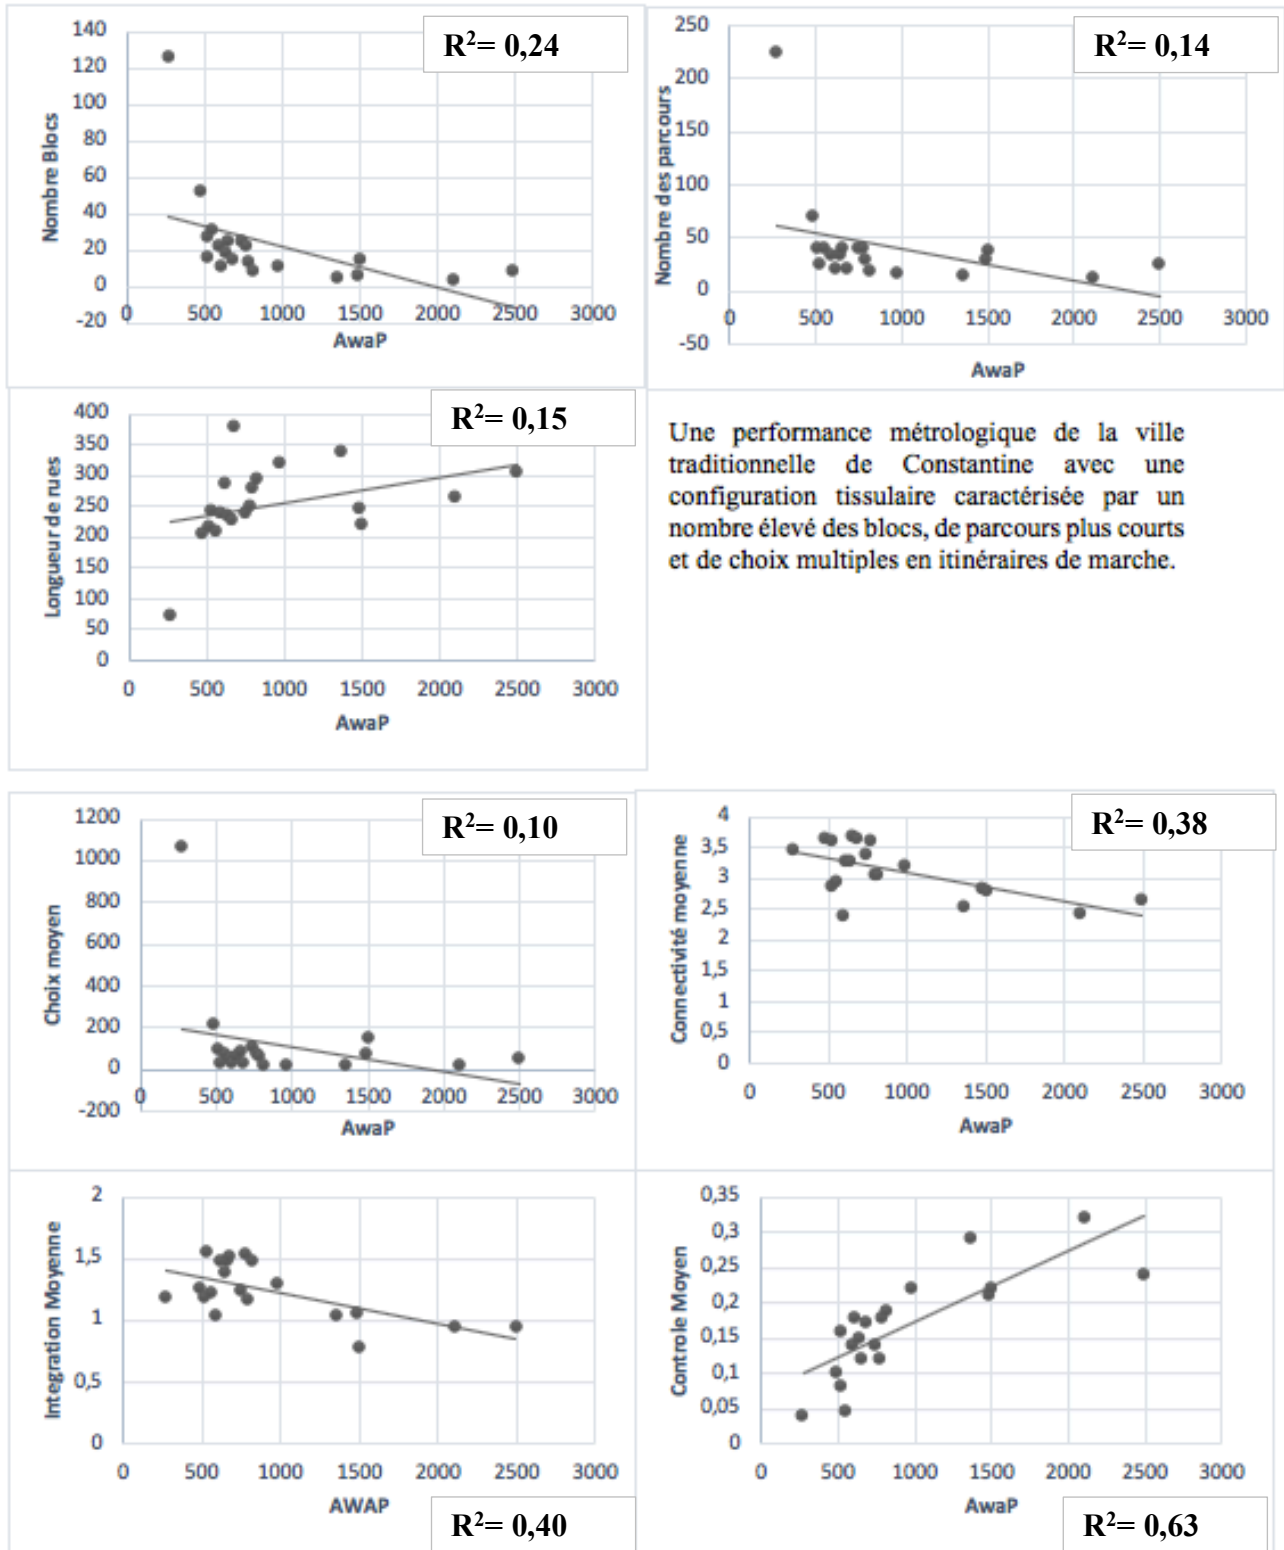 R²= 0,24
140
120
100
80
60
40
20
0
-20
Nombre Blocs
0 500 1000 1500 2000 2500 3000
AwaP
R²= 0,14
250
200
150
100
50
0
-50
Nombre des parcours
0 500 1000 1500 2000 2500 3000
AwaP
R²= 0,15
400
350
300
250
200
150
100
50
0
Longueur de rues
0 500 1000 1500 2000 2500 3000
AwaP
Une performance métrologique de la ville
traditionnelle de Constantine avec une
configuration tissulaire caractérisée par un
nombre élevé des blocs, de parcours plus courts
et de choix multiples en itinéraires de marche.
R²= 0,10
1200
1000
800
600
400
200
0
-200
Choix moyen
0 500 1000 1500 2000 2500 3000
AwaP
R²= 0,38
4
3,5
3
2,5
2
1,5
1
0,5
0
Connectivité moyenne
0 500 1000 1500 2000 2500 3000
AwaP
2
1,5
1
0,5
0
Integration Moyenne
0 500 1000 1500 2000 2500 3000
AWAP
R²= 0,40
0,35
0,3
0,25
0,2
0,15
0,1
0,05
0
Controle Moyen
0 500 1000 1500 2000 2500 3000
AwaP
R²= 0,63